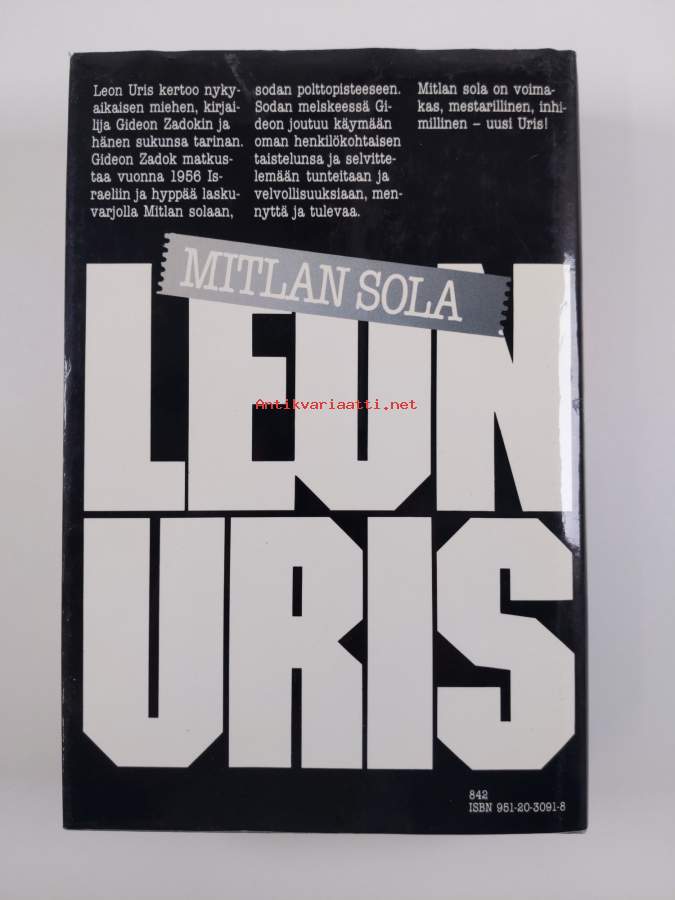 Leon Uris kertoo nyky-
aikaisen miehen, kirjai-
lija Gideon Zadokin ja
hänen sukunsa tarinan.
Gideon Zadok matkus-
taa vuonna 1956 Is-
raeliin ja hyppää lasku-
varjolla Mitlan solaan,
sodan polttopisteeseen.
Sodan melskeessä Gi-
deon joutuu käymään
oman henkilökohtaisen
taistelunsa ja selvitte-
lemään tunteitaan ja
velvollisuuksiaan, men-
nyttä ja tulevaa.
Mitlan sola on voima-
kas, mestarillinen, inhi-
millinen – uusi Uris!
MITLAN SOLA
LEON
Antikvariaatti.net
URIS
842
ISBN 951-20-3091-8